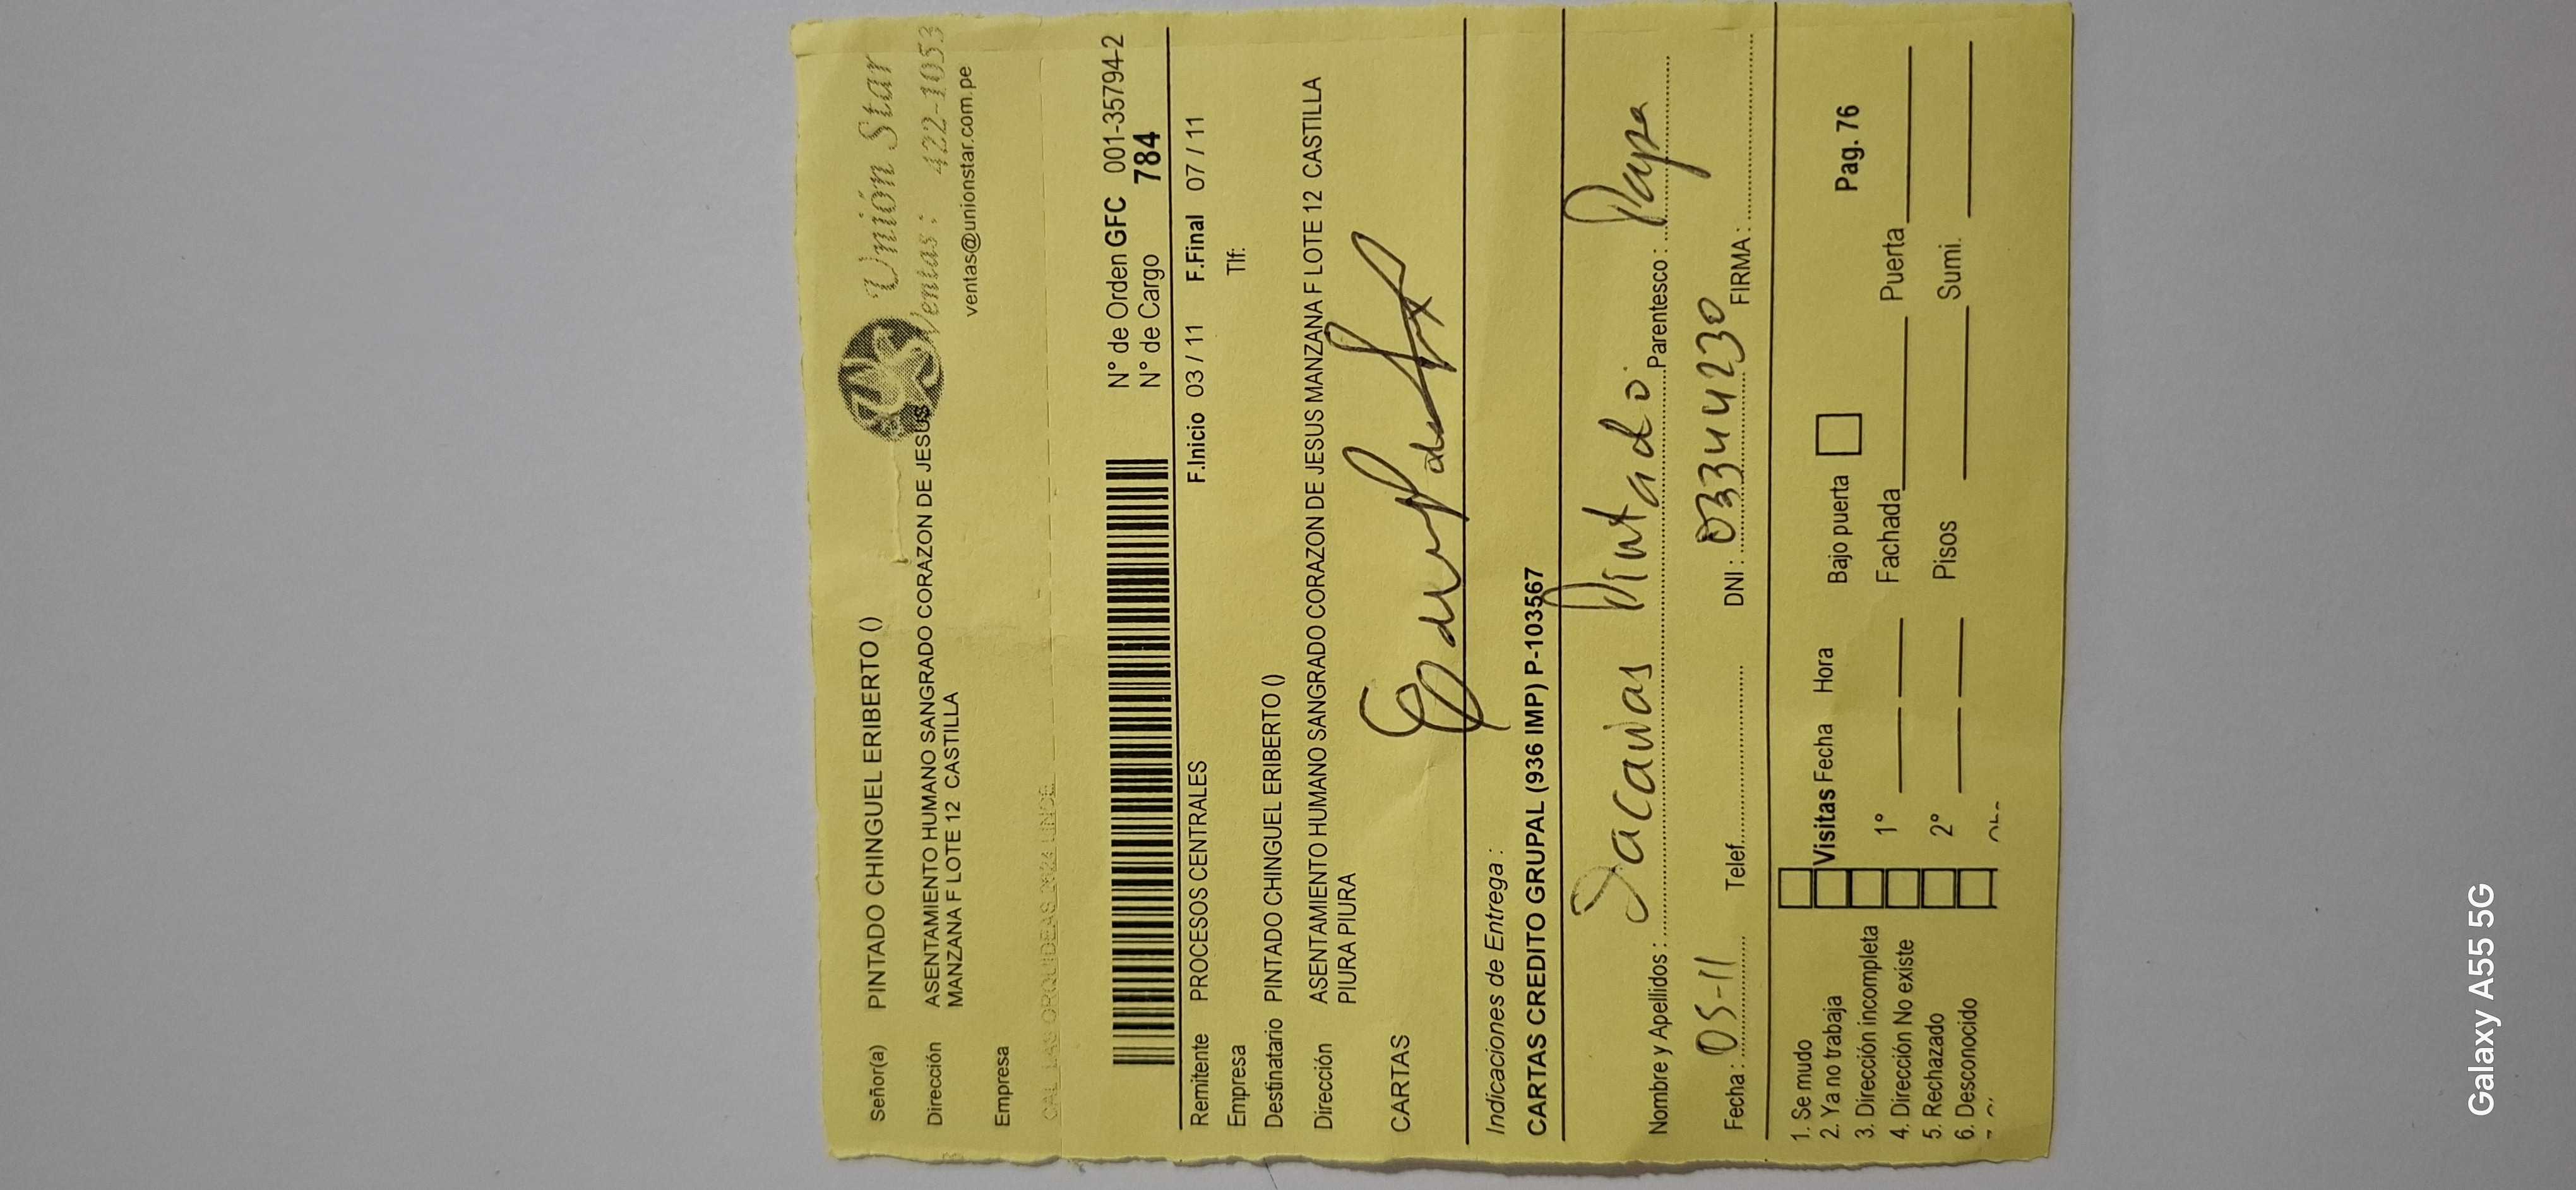 Señor(a) PINTADO CHINGUEL ERIBERTO ()
Unión Star
Ventas: 422-1053
ventas@unionstar.com.pe
Dirección ASENTAMIENTO HUMANO SANGRADO CORAZON DE JESUS
MANZANA F LOTE 12 CASTILLA
Empresa
CAL LAS ORQUIDEAS 2624 LINCE
N° de Orden GFC 001-35794-2
N° de Cargo 784
Remitente PROCESOS CENTRALES F.Inicio 03 / 11 F.Final 07 / 11
Empresa Tlf:
Destinatario PINTADO CHINGUEL ERIBERTO ()
Dirección ASENTAMIENTO HUMANO SANGRADO CORAZON DE JESUS MANZANA F LOTE 12 CASTILLA
PIURA PIURA
CARTAS
Indicaciones de Entrega :
CARTAS CREDITO GRUPAL (936 IMP) P-103567
Nombre y Apellidos : Pintado Parentesco : Papa
Fecha : 05-11 Telef. DNI : 03344230 FIRMA :
1. Se mudo
2. Ya no trabaja Visitas Fecha Hora Bajo puerta Pag. 76
3. Dirección incompleta
4. Dirección No existe 1° Fachada Puerta
5. Rechazado
6. Desconocido 2° Pisos Sumi.
Galaxy A55 5G